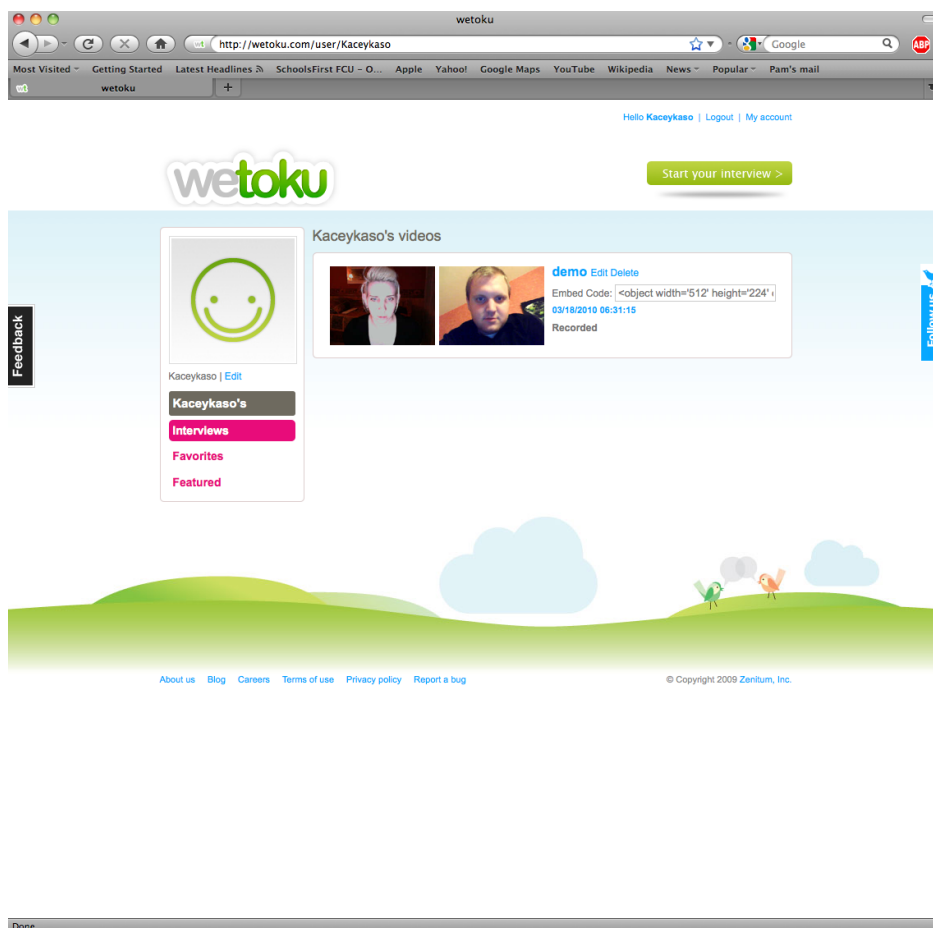 wetoku
http://wetoku.com/user/Kaceykaso
Google
ABP
Most Visited
Getting Started
Latest Headlines
SchoolsFirst FCU – O...
Apple
Yahoo!
Google Maps
YouTube
Wikipedia
News
Popular
Pam's mail
wetoku
+
Hello Kaceykaso | Logout | My account
wetoku
Start your interview >
Kaceykaso's videos
demo Edit Delete
Embed Code: <object width='512' height='224'
03/18/2010 06:31:15
Recorded
Feedback
Follow us
Kaceykaso | Edit
Kaceykaso's
Interviews
Favorites
Featured
About us Blog Careers Terms of use Privacy policy Report a bug
© Copyright 2009 Zenitum, Inc.
Done